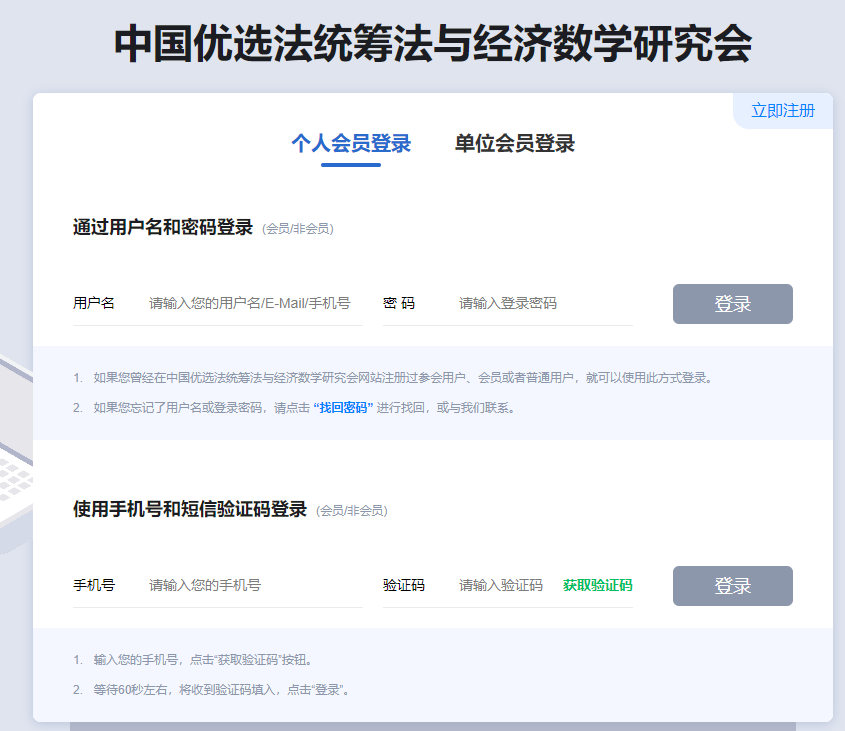 中国优选法统筹法与经济数学研究会
立即注册
个人会员登录 单位会员登录
通过用户名和密码登录 (会员/非会员)
用户名 请输入您的用户名/E-Mail/手机号 密 码 请输入登录密码 登录
1. 如果您曾经在中国优选法统筹法与经济数学研究会网站注册过参会用户、会员或者普通用户，就可以使用此方式登录。
2. 如果您忘记了用户名或登录密码，请点击 “找回密码” 进行找回，或与我们联系。
使用手机号和短信验证码登录 (会员/非会员)
手机号 请输入您的手机号 验证码 请输入验证码 获取验证码 登录
1. 输入您的手机号，点击“获取验证码”按钮。
2. 等待60秒左右，将收到验证码填入，点击“登录”。